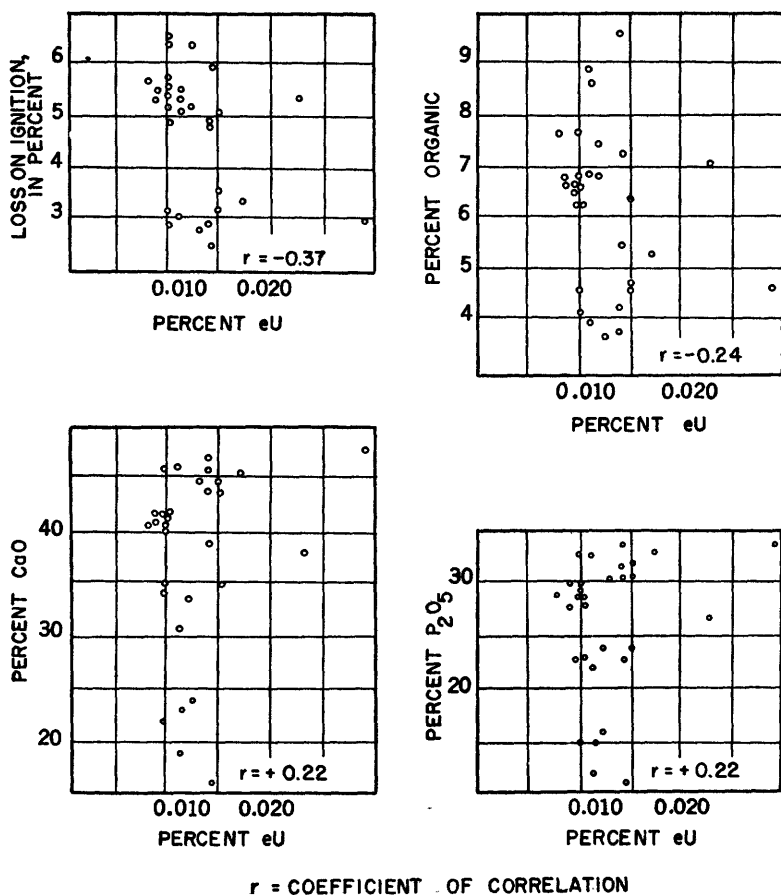 LOSS ON IGNITION,
IN PERCENT
6
5
4
3
r = -0.37
0.010 0.020
PERCENT eU
PERCENT ORGANIC
9
8
7
6
5
4
r = -0.24
0.010 0.020
PERCENT eU
PERCENT CaO
40
30
20
r = + 0.22
0.010 0.020
PERCENT eU
PERCENT P2O5
30
20
r = + 0.22
0.010 0.020
PERCENT eU
r = COEFFICIENT OF CORRELATION